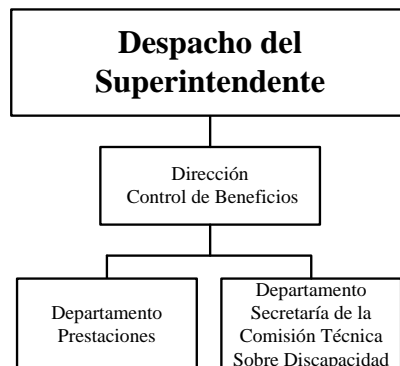 Despacho del
Superintendente
Dirección
Control de Beneficios
Departamento
Prestaciones
Departamento
Secretaría de la
Comisión Técnica
Sobre Discapacidad